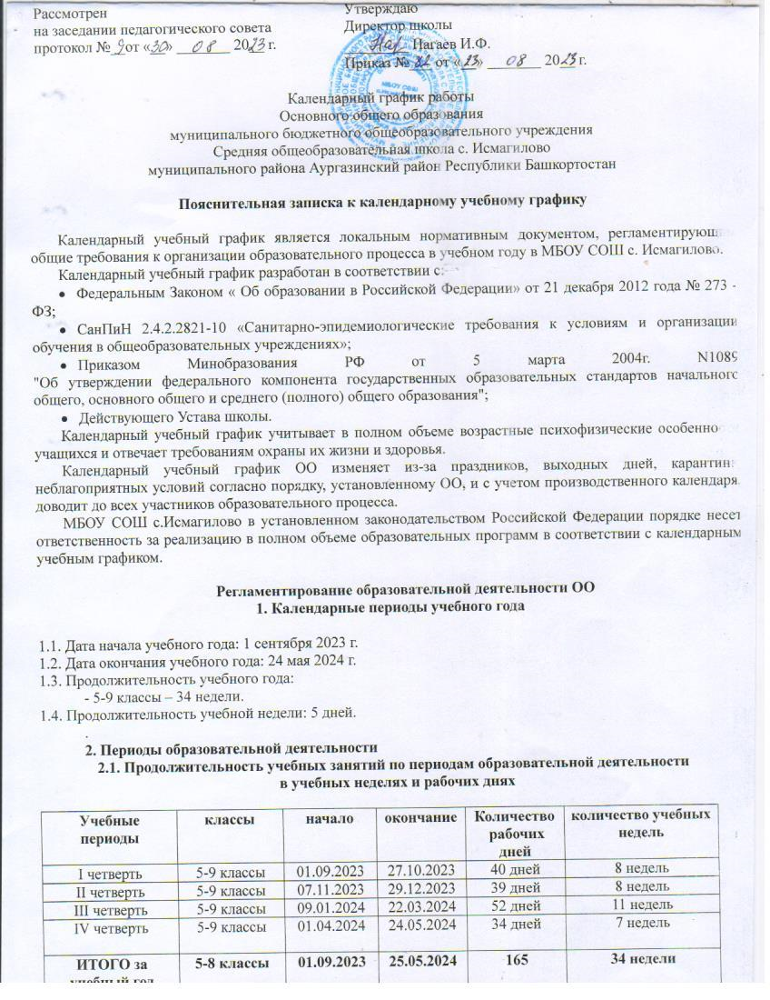 Рассмотрен
на заседании педагогического совета
протокол № 9 от «30» 08 2023 г.
Утверждаю
Директор школы
Нагаев И.Ф.
Приказ № 82 от «23» 08 2023 г.
Календарный график работы
Основного общего образования
муниципального бюджетного общеобразовательного учреждения
Средняя общеобразовательная школа с. Исмагилово
муниципального района Аургазинский район Республики Башкортостан
Пояснительная записка к календарному учебному графику
Календарный учебный график является локальным нормативным документом, регламентирующи
общие требования к организации образовательного процесса в учебном году в МБОУ СОШ с. Исмагилово.
Календарный учебный график разработан в соответствии с:
• Федеральным Законом « Об образовании в Российской Федерации» от 21 декабря 2012 года № 273 -
ФЗ;
• СанПиН 2.4.2.2821-10 «Санитарно-эпидемиологические требования к условиям и организации
обучения в общеобразовательных учреждениях»;
• Приказом Минобразования РФ от 5 марта 2004г. N1089
"Об утверждении федерального компонента государственных образовательных стандартов начального
общего, основного общего и среднего (полного) общего образования";
• Действующего Устава школы.
Календарный учебный график учитывает в полном объеме возрастные психофизические особеннос
учащихся и отвечает требованиям охраны их жизни и здоровья.
Календарный учебный график ОО изменяет из-за праздников, выходных дней, карантин
неблагоприятных условий согласно порядку, установленному ОО, и с учетом производственного календаря,
доводит до всех участников образовательного процесса.
МБОУ СОШ с.Исмагилово в установленном законодательством Российской Федерации порядке несет
ответственность за реализацию в полном объеме образовательных программ в соответствии с календарным
учебным графиком.
Регламентирование образовательной деятельности ОО
1. Календарные периоды учебного года
1.1. Дата начала учебного года: 1 сентября 2023 г.
1.2. Дата окончания учебного года: 24 мая 2024 г.
1.3. Продолжительность учебного года:
- 5-9 классы – 34 недели.
1.4. Продолжительность учебной недели: 5 дней.
.
2. Периоды образовательной деятельности
2.1. Продолжительность учебных занятий по периодам образовательной деятельности
в учебных неделях и рабочих днях
Учебные периоды классы начало окончание Количество рабочих дней количество учебных недель
I четверть 5-9 классы 01.09.2023 27.10.2023 40 дней 8 недель
II четверть 5-9 классы 07.11.2023 29.12.2023 39 дней 8 недель
III четверть 5-9 классы 09.01.2024 22.03.2024 52 дней 11 недель
IV четверть 5-9 классы 01.04.2024 24.05.2024 34 дней 7 недель
ИТОГО за 5-8 классы 01.09.2023 25.05.2024 165 34 недели
учебный год